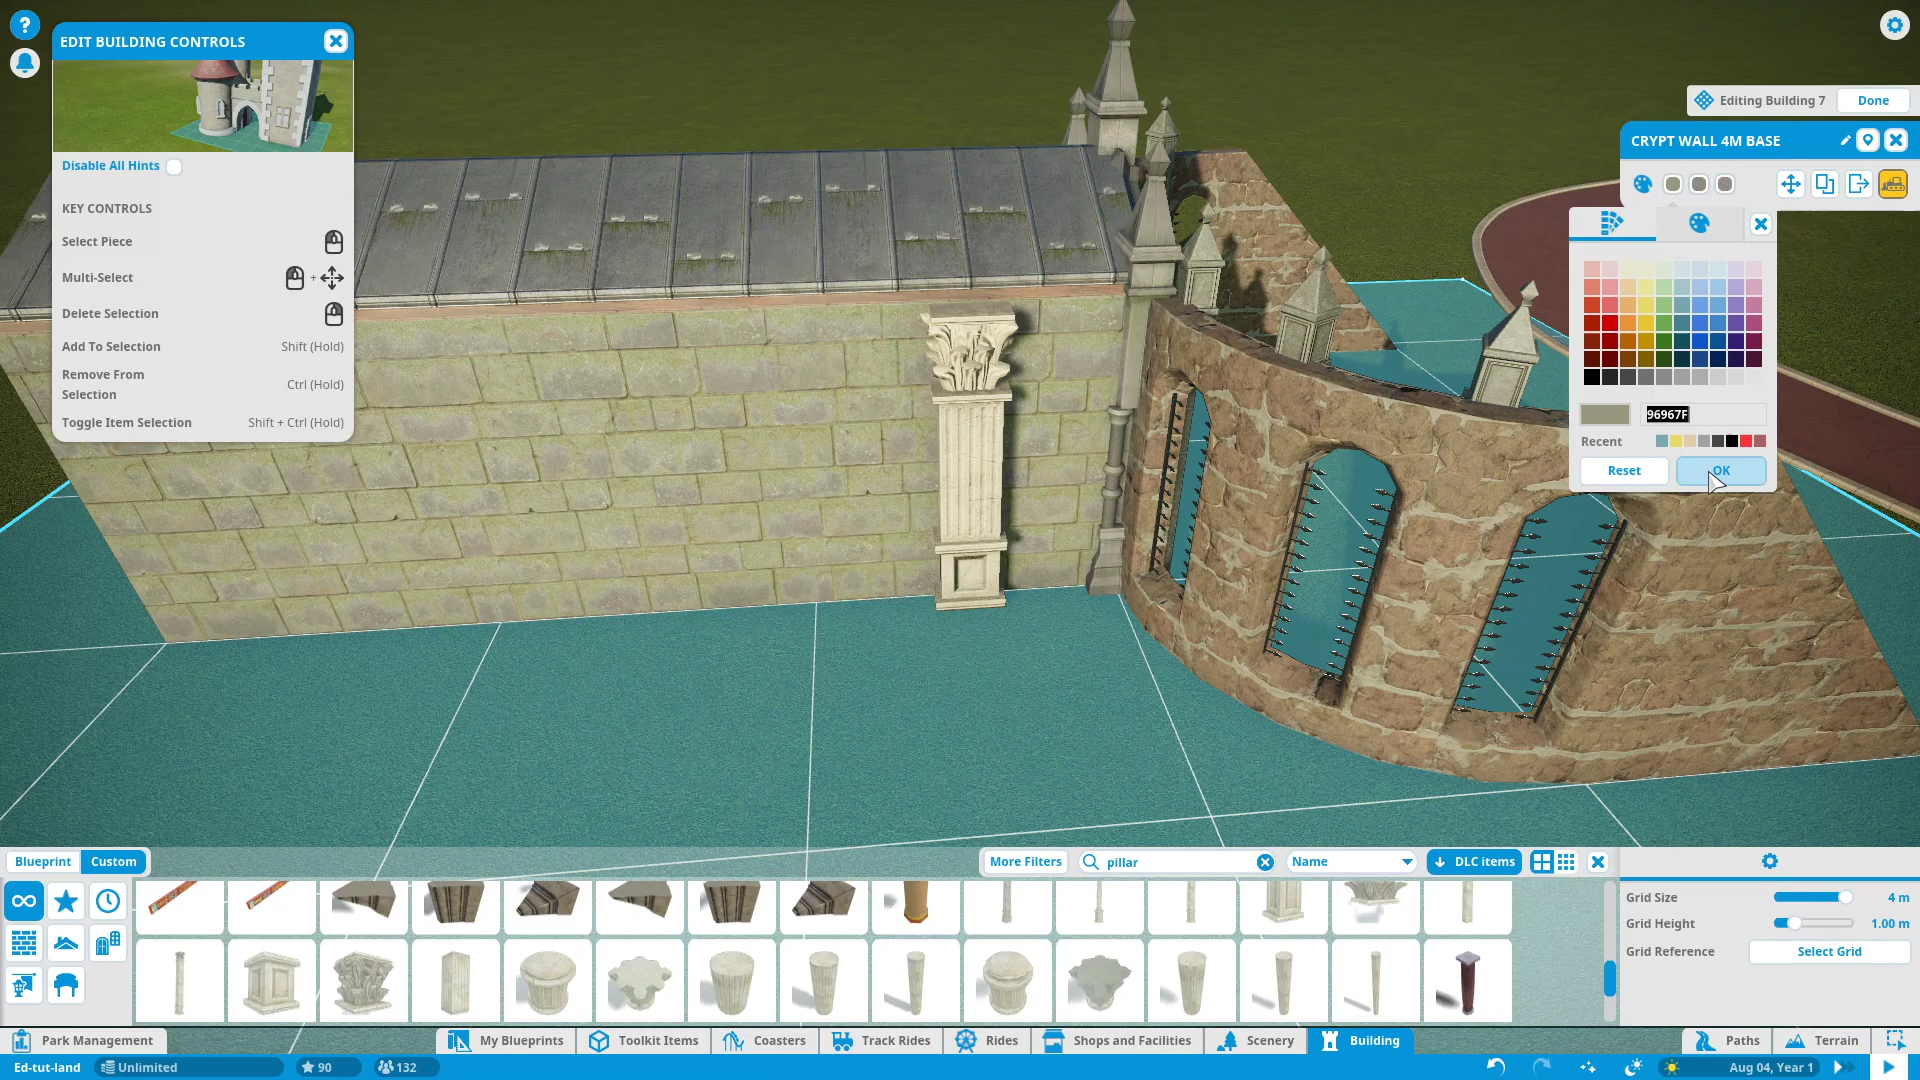 ?
EDIT BUILDING CONTROLS
Disable All Hints
KEY CONTROLS
Select Piece
Multi-Select +
Delete Selection
Add To Selection Shift (Hold)
Remove From
Selection Ctrl (Hold)
Toggle Item Selection Shift + Ctrl (Hold)
Editing Building 7 Done
CRYPT WALL 4M BASE
96967F
Recent
Reset OK
Blueprint Custom More Filters pillar Name DLC items
Grid Size 4 m
Grid Height 1.00 m
Grid Reference Select Grid
Park Management My Blueprints Toolkit Items Coasters Track Rides Rides Shops and Facilities Scenery Building Paths Terrain
Ed-tut-land Unlimited 90 132 Aug 04, Year 1